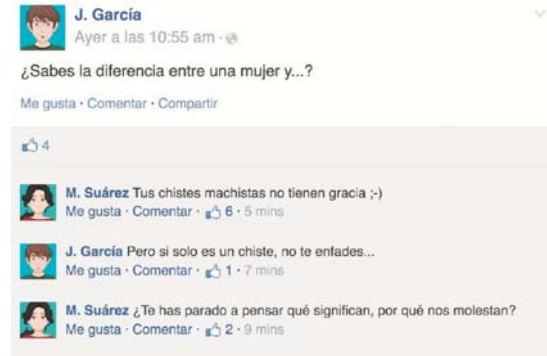 J. García
Ayer a las 10:55 am ·
¿Sabes la diferencia entre una mujer y...?
Me gusta · Comentar · Compartir
4
M. Suárez Tus chistes machistas no tienen gracia ;-)
Me gusta · Comentar · 6 · 5 mins
J. García Pero si solo es un chiste, no te enfades...
Me gusta · Comentar · 1 · 7 mins
M. Suárez ¿Te has parado a pensar qué significan, por qué nos molestan?
Me gusta · Comentar · 2 · 9 mins